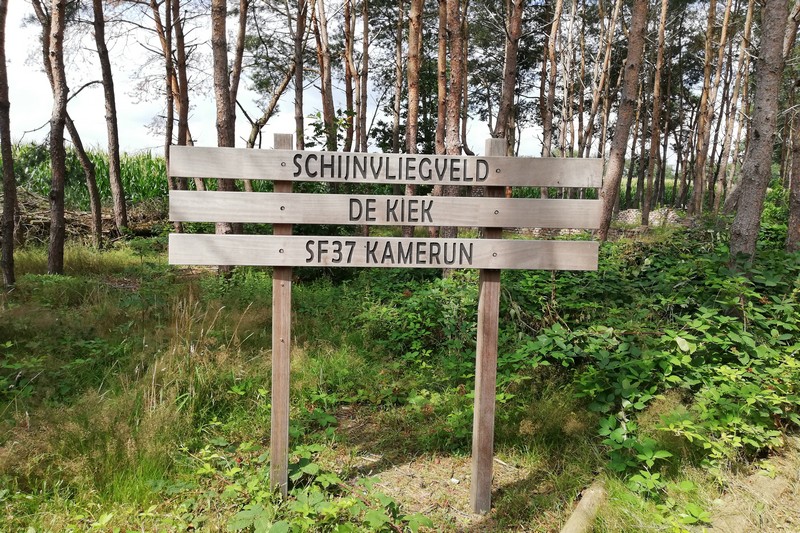 SCHIJNVLIEGVELD
DE KIEK
SF37 KAMERUN